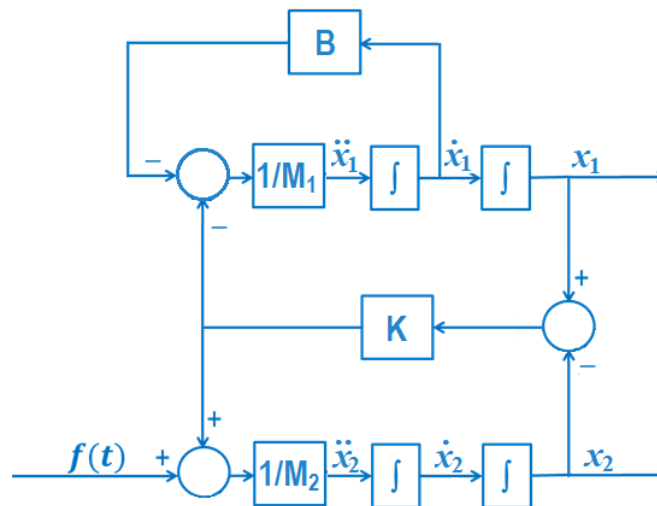 B
− 1/M₁ ẍ₁ ∫ ẋ₁ ∫ x₁
−
+
K
−
+
f(t) + 1/M₂ ẍ₂ ∫ ẋ₂ ∫ x₂